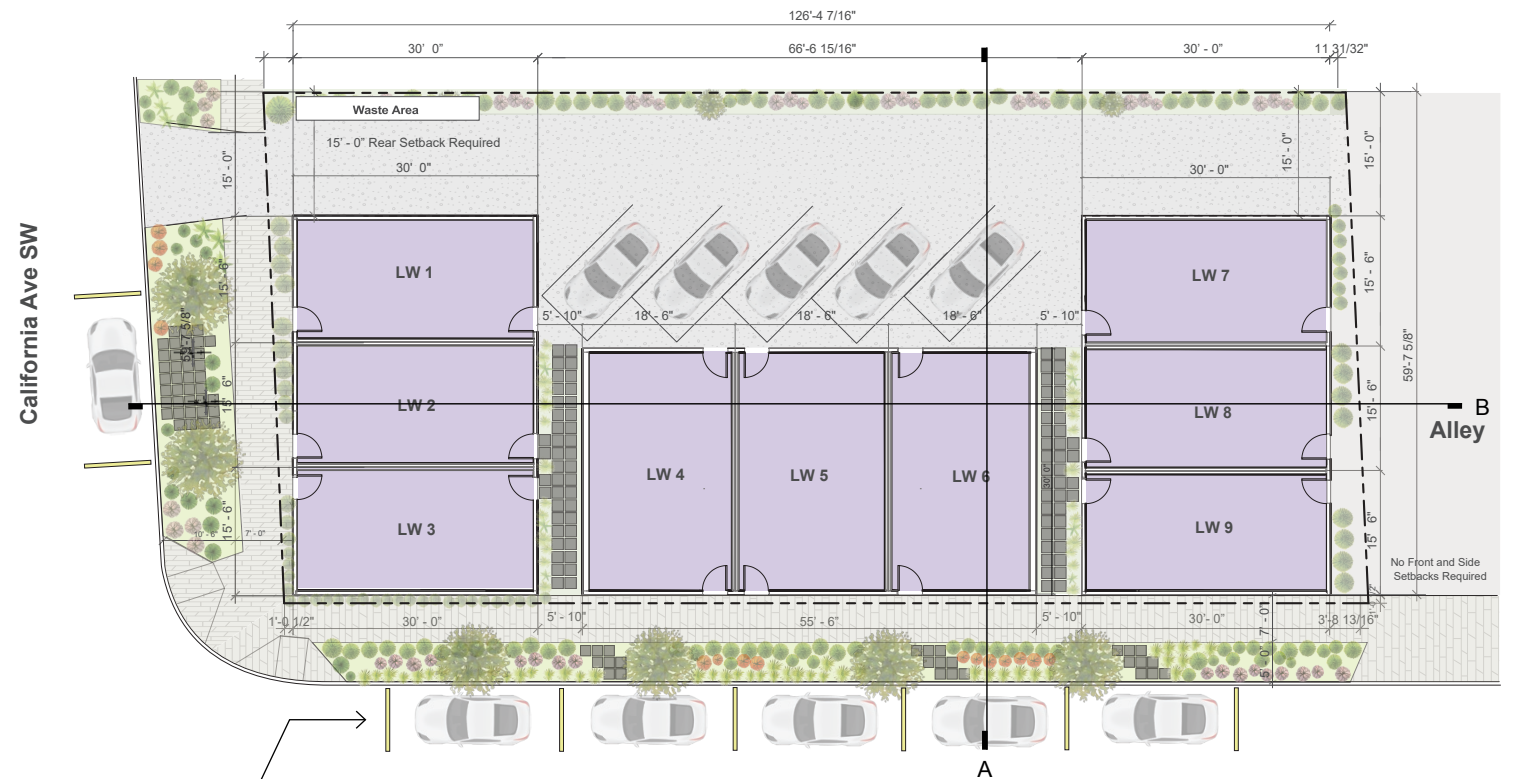 126'-4 7/16"
30' 0"
66'-6 15/16"
30' - 0"
11 31/32"
Waste Area
15' - 0" Rear Setback Required
30' 0"
30' - 0"
15' - 0"
15' - 0"
15' - 0"
California Ave SW
LW 1
LW 7
15' - 6"
15' - 6"
59'-7 5/8"
59'-7 5/8"
5' - 10"
18' - 6"
18' - 6"
18' - 6"
5' - 10"
LW 2
LW 8
B
Alley
15' 6"
15' - 6"
LW 4
LW 5
LW 6
30' 0"
LW 3
LW 9
15' - 6"
15' 6"
10' - 6"
7' - 0"
No Front and Side
Setbacks Required
1'-0 1/2"
30' - 0"
5' - 10"
55' - 6"
5' - 10"
30'- 0"
3'-8 13/16"
7' - 0"
5' - 0"
A